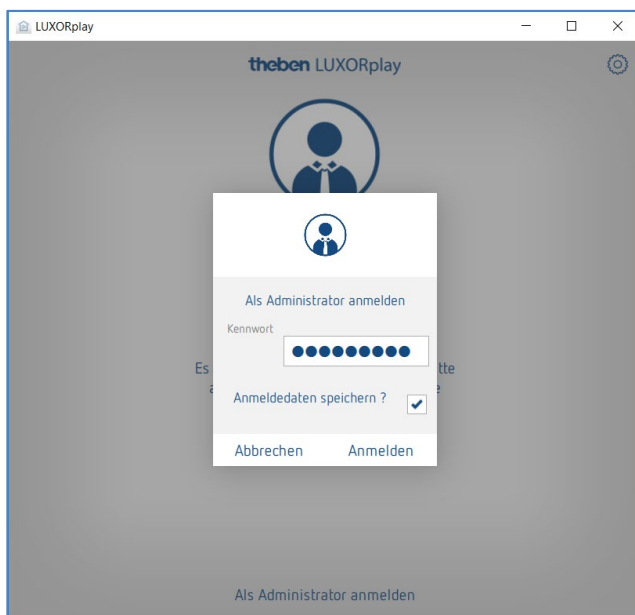 LUXORplay
theben LUXORplay
Als Administrator anmelden
Kennwort
Es
tte
Anmeldedaten speichern ?
Abbrechen Anmelden
Als Administrator anmelden